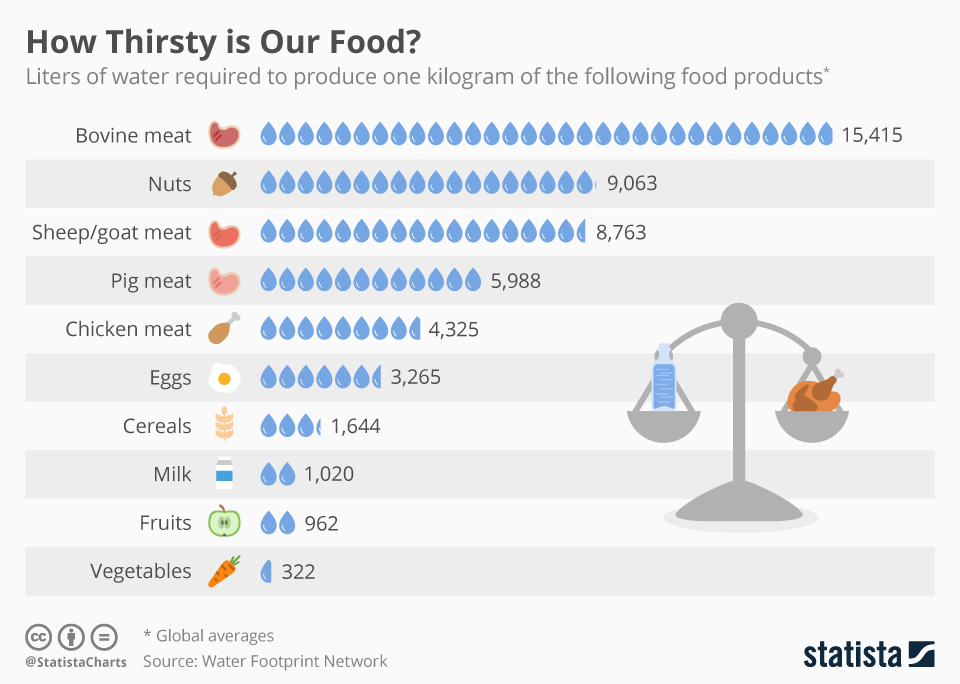 How Thirsty is Our Food?
Liters of water required to produce one kilogram of the following food products*
Bovine meat 15,415
Nuts 9,063
Sheep/goat meat 8,763
Pig meat 5,988
Chicken meat 4,325
Eggs 3,265
Cereals 1,644
Milk 1,020
Fruits 962
Vegetables 322
cc =
* Global averages
@StatistaCharts Source: Water Footprint Network
statista